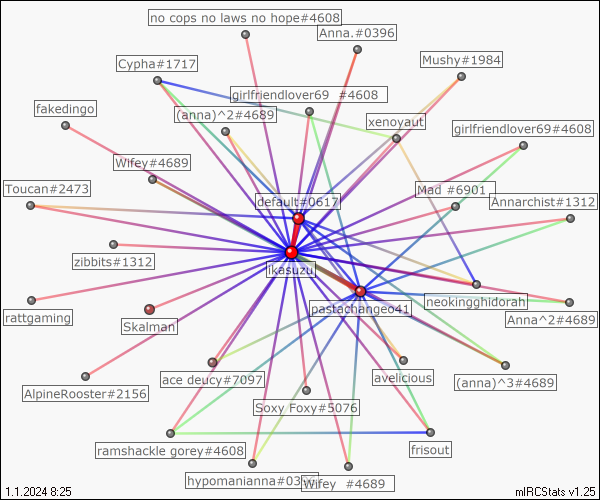 no cops no laws no hope#4608
Anna.#0396
Cypha#1717
Mushy#1984
girlfriendlover69 #4608
fakedingo
(anna)^2#4689
xenoyaut
girlfriendlover69#4608
Wifey#4689
Toucan#2473
Mad #6901
default#0617
Annarchist#1312
zibbits#1312
jkasuzu
pastachangeo41
neokingghidorah
rattgaming
Skalman
Anna^2#4689
ace deucy#7097
avelicious
(anna)^3#4689
AlpineRooster#2156
Soxy Foxy#5076
ramshackle gorey#4608
frisout
hypomanianna#03
Wifey #4689
1.1.2024 8:25
mIRCStats v1.25